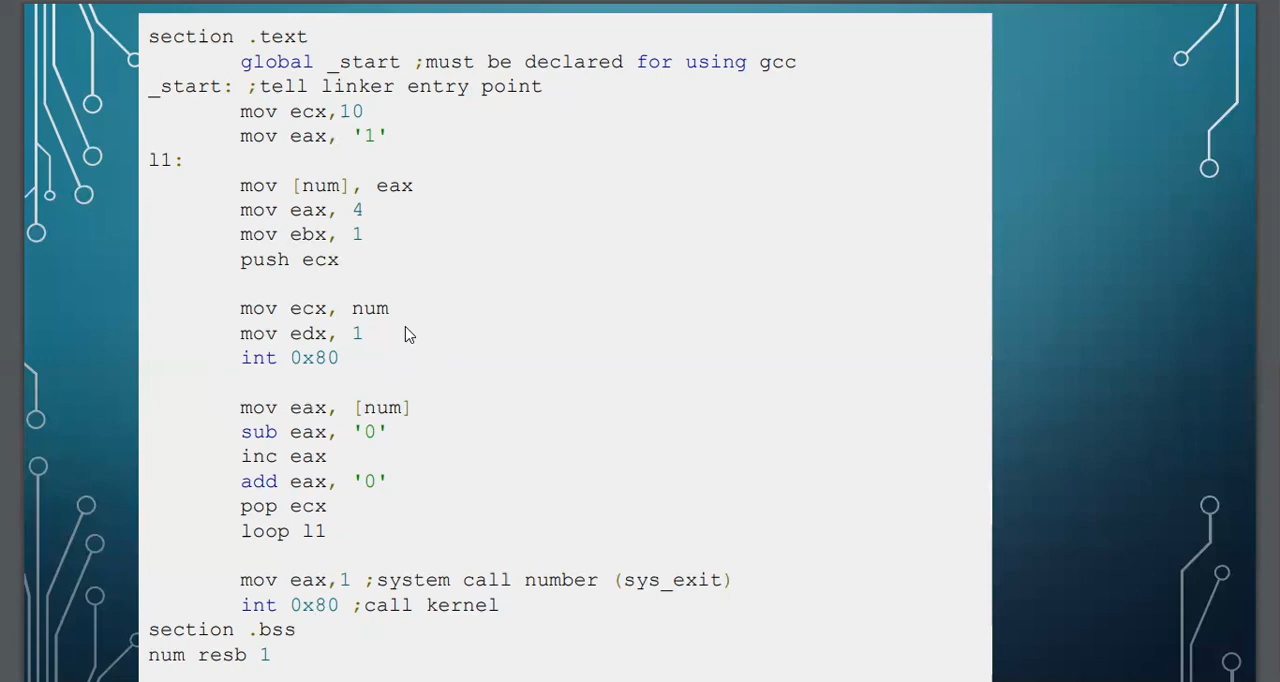 section .text
global _start ;must be declared for using gcc
_start: ;tell linker entry point
mov ecx,10
mov eax, '1'
l1:
mov [num], eax
mov eax, 4
mov ebx, 1
push ecx
mov ecx, num
mov edx, 1
int 0x80
mov eax, [num]
sub eax, '0'
inc eax
add eax, '0'
pop ecx
loop l1
mov eax,1 ;system call number (sys_exit)
int 0x80 ;call kernel
section .bss
num resb 1